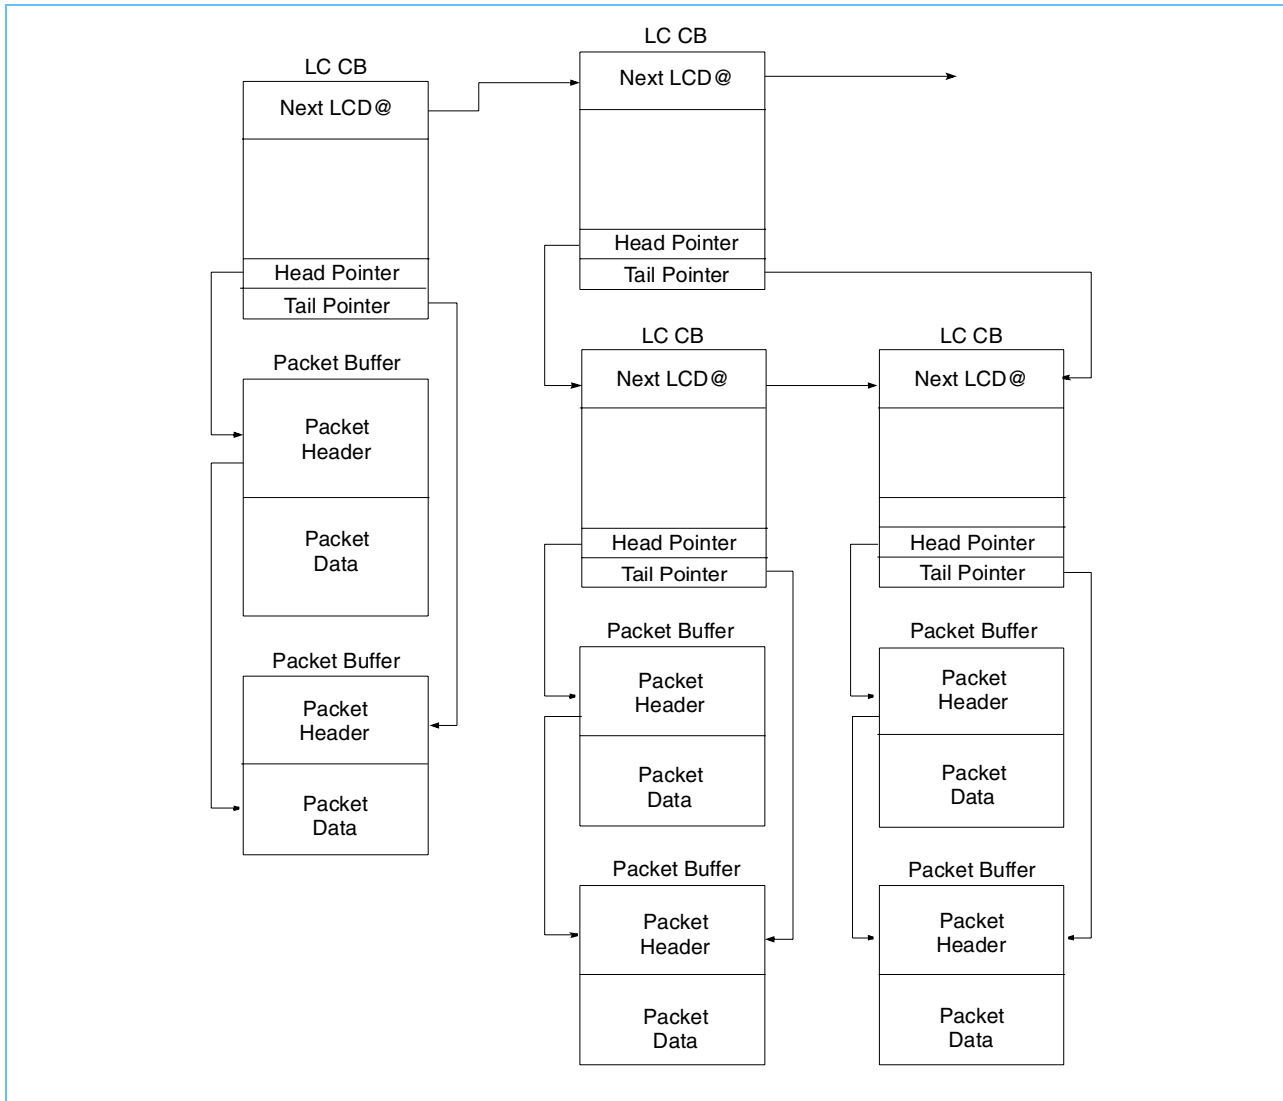 LC CB
Next LCD@
Head Pointer
Tail Pointer
Packet Buffer
Packet
Header
Packet
Data
Packet Buffer
Packet
Header
Packet
Data
LC CB
Next LCD@
Head Pointer
Tail Pointer
LC CB
Next LCD@
Head Pointer
Tail Pointer
Packet Buffer
Packet
Header
Packet
Data
Packet Buffer
Packet
Header
Packet
Data
LC CB
Next LCD@
Head Pointer
Tail Pointer
Packet Buffer
Packet
Header
Packet
Data
Packet Buffer
Packet
Header
Packet
Data